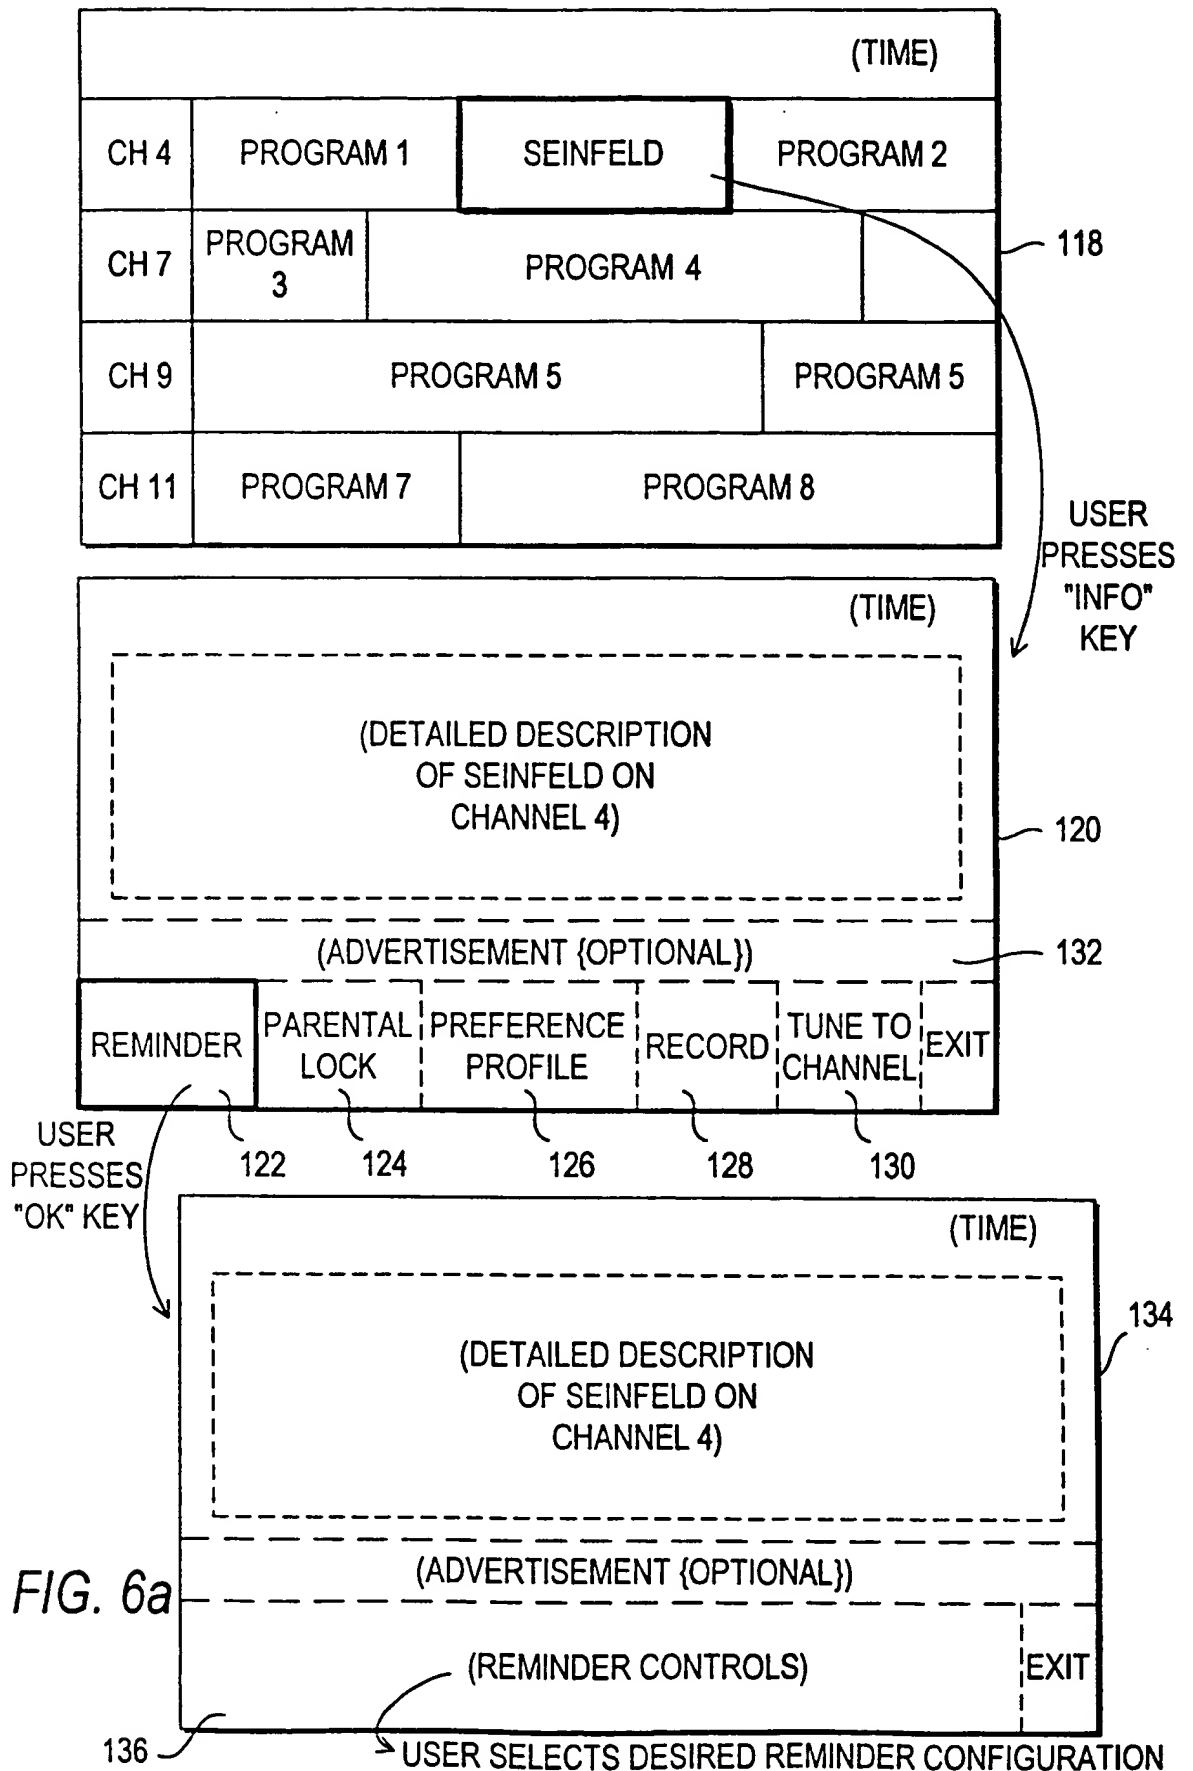 (TIME)
CH 4 PROGRAM 1 SEINFELD PROGRAM 2
CH 7 PROGRAM 3 PROGRAM 4
118
CH 9 PROGRAM 5 PROGRAM 5
CH 11 PROGRAM 7 PROGRAM 8
USER
PRESSES
"INFO"
KEY
(TIME)
(DETAILED DESCRIPTION
OF SEINFELD ON
CHANNEL 4)
120
(ADVERTISEMENT {OPTIONAL})
132
REMINDER
PARENTAL
LOCK
PREFERENCE
PROFILE
RECORD
TUNE TO
CHANNEL
EXIT
USER
PRESSES
"OK" KEY
122 124 126 128 130
(TIME)
(DETAILED DESCRIPTION
OF SEINFELD ON
CHANNEL 4)
134
(ADVERTISEMENT {OPTIONAL})
FIG. 6a
(REMINDER CONTROLS) EXIT
136
USER SELECTS DESIRED REMINDER CONFIGURATION